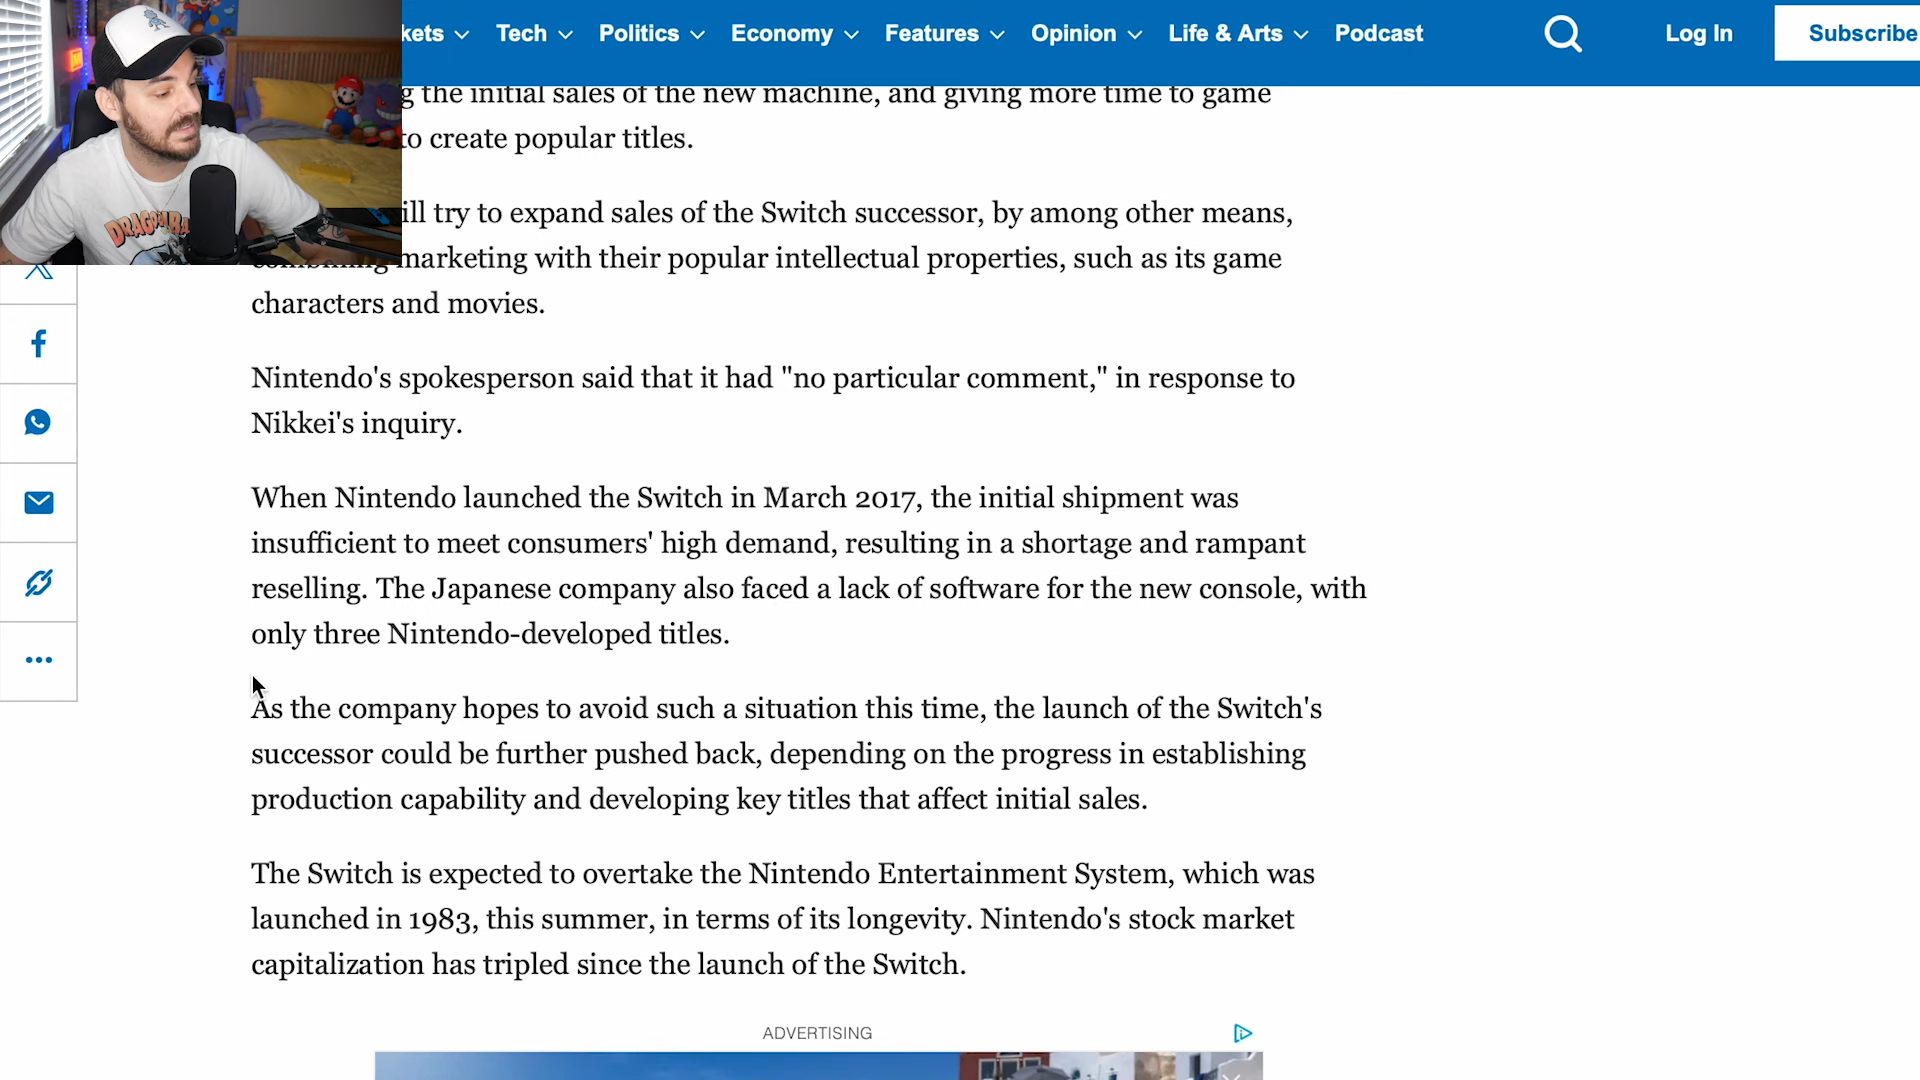 kets Tech Politics Economy Features Opinion Life & Arts Podcast Log In Subscribe
g the initial sales of the new machine, and giving more time to game
to create popular titles.
ill try to expand sales of the Switch successor, by among other means,
combining marketing with their popular intellectual properties, such as its game
characters and movies.
Nintendo's spokesperson said that it had "no particular comment," in response to
Nikkei's inquiry.
When Nintendo launched the Switch in March 2017, the initial shipment was
insufficient to meet consumers' high demand, resulting in a shortage and rampant
reselling. The Japanese company also faced a lack of software for the new console, with
only three Nintendo-developed titles.
As the company hopes to avoid such a situation this time, the launch of the Switch's
successor could be further pushed back, depending on the progress in establishing
production capability and developing key titles that affect initial sales.
The Switch is expected to overtake the Nintendo Entertainment System, which was
launched in 1983, this summer, in terms of its longevity. Nintendo's stock market
capitalization has tripled since the launch of the Switch.
ADVERTISING